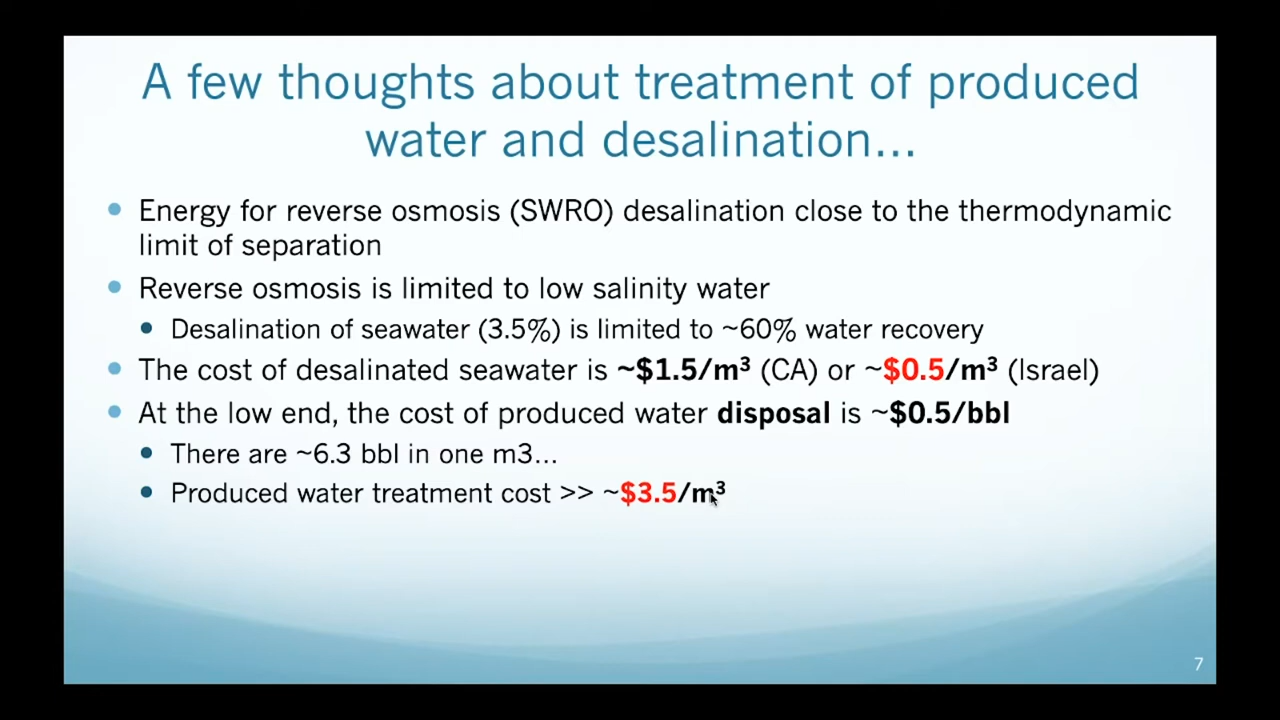 A few thoughts about treatment of produced
water and desalination...
• Energy for reverse osmosis (SWRO) desalination close to the thermodynamic
limit of separation
• Reverse osmosis is limited to low salinity water
• Desalination of seawater (3.5%) is limited to ~60% water recovery
• The cost of desalinated seawater is ~$1.5/m³ (CA) or ~$0.5/m³ (Israel)
• At the low end, the cost of produced water disposal is ~$0.5/bbl
• There are ~6.3 bbl in one m3...
• Produced water treatment cost >> ~$3.5/m³
7